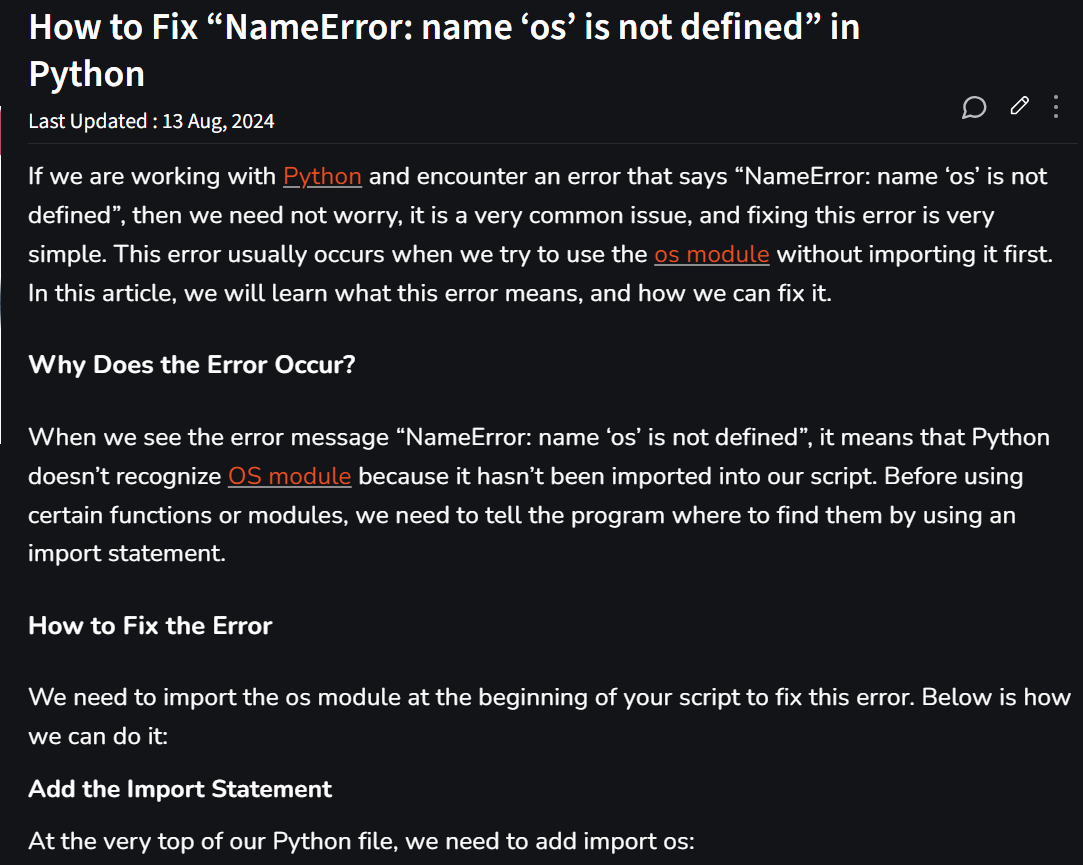 How to Fix “NameError: name ‘os’ is not defined” in
Python
Last Updated : 13 Aug, 2024
If we are working with Python and encounter an error that says “NameError: name ‘os’ is not
defined”, then we need not worry, it is a very common issue, and fixing this error is very
simple. This error usually occurs when we try to use the os module without importing it first.
In this article, we will learn what this error means, and how we can fix it.
Why Does the Error Occur?
When we see the error message “NameError: name ‘os’ is not defined”, it means that Python
doesn’t recognize OS module because it hasn’t been imported into our script. Before using
certain functions or modules, we need to tell the program where to find them by using an
import statement.
How to Fix the Error
We need to import the os module at the beginning of your script to fix this error. Below is how
we can do it:
Add the Import Statement
At the very top of our Python file, we need to add import os: